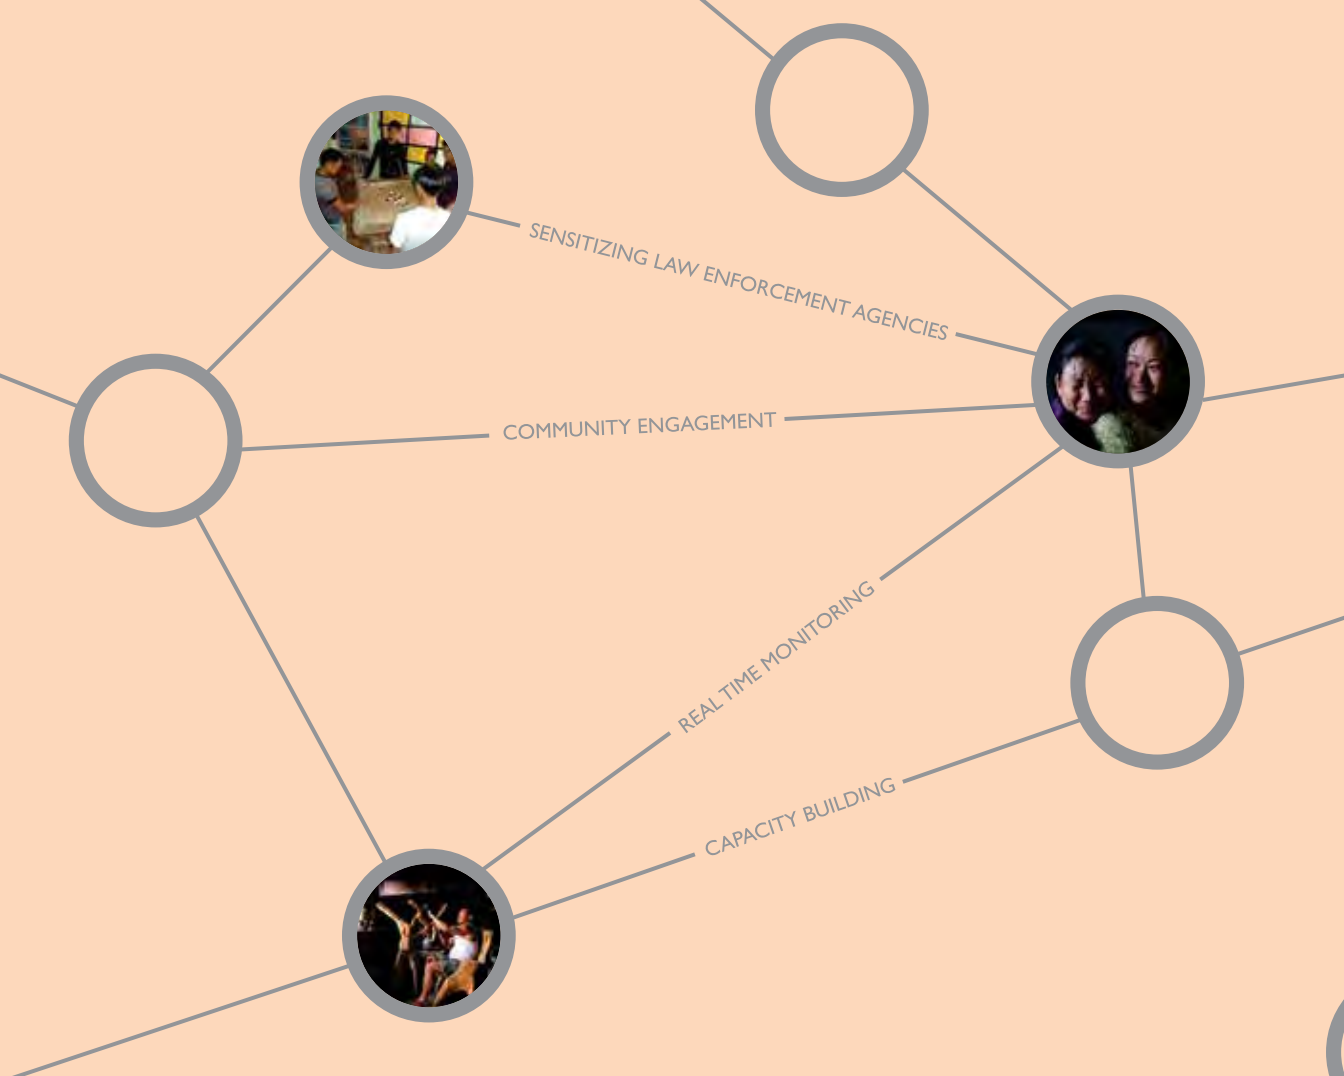 SENSITIZING LAW ENFORCEMENT AGENCIES
COMMUNITY ENGAGEMENT
REAL TIME MONITORING
CAPACITY BUILDING